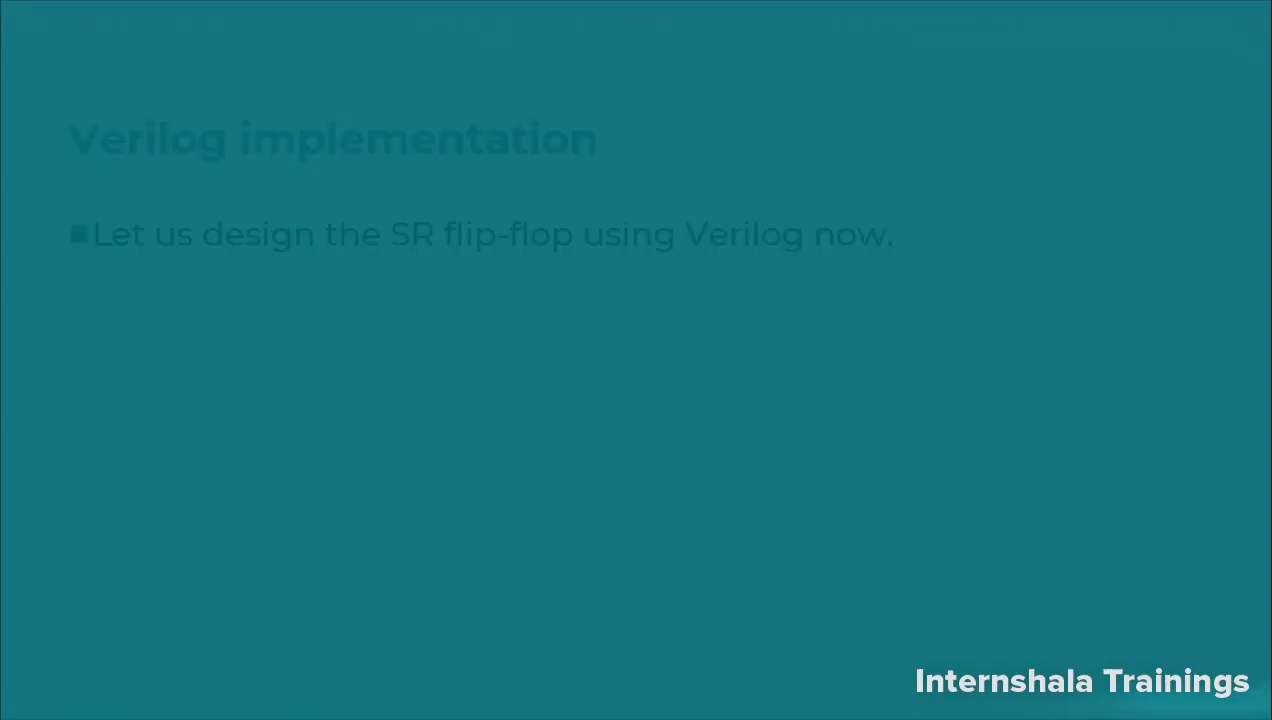 Verilog implementation
Let us design the SR flip-flop using Verilog now.
Internshala Trainings